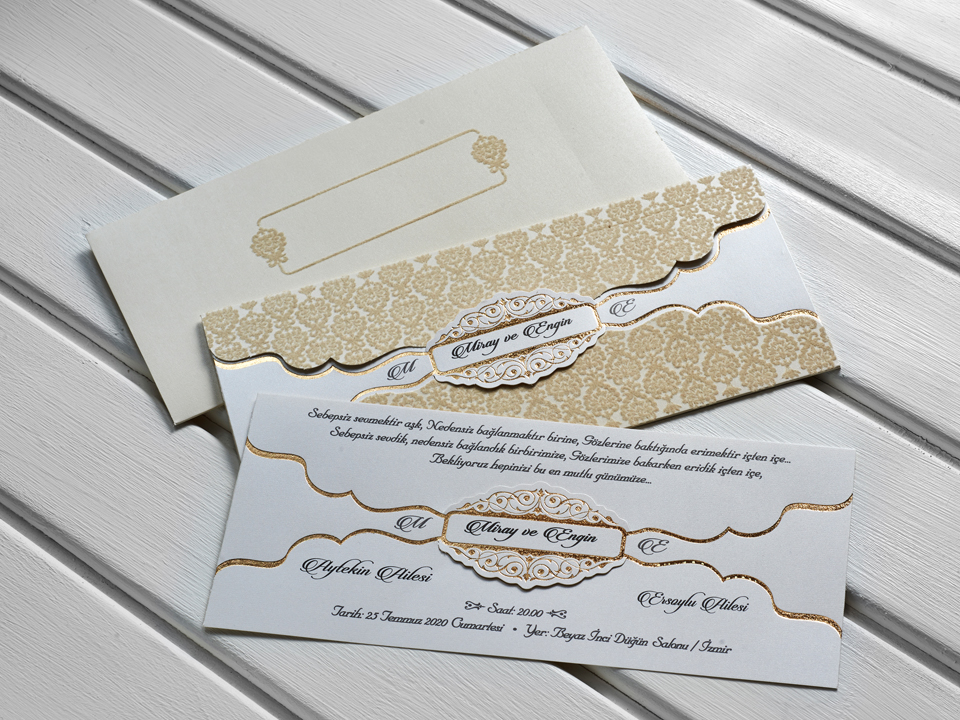 M
Miray ve Engin
E
Sebepsiz sevmektir aşk, Nedensiz bağlanmaktır birine, Gözlerine baktığında erimektir içten içe...
Sebepsiz sevdik, nedensiz bağlandık birbirimize, Gözlerimize bakarken eridik içten içe,
Bekliyoruz hepinizi bu en mutlu günümüze...
M
Miray ve Engin
E
Aytekin Ailesi
Ersoylu Ailesi
Saat: 20.00
Tarih: 25 Temmuz 2020 Cumartesi • Yer: Beyaz İnci Düğün Salonu / İzmir